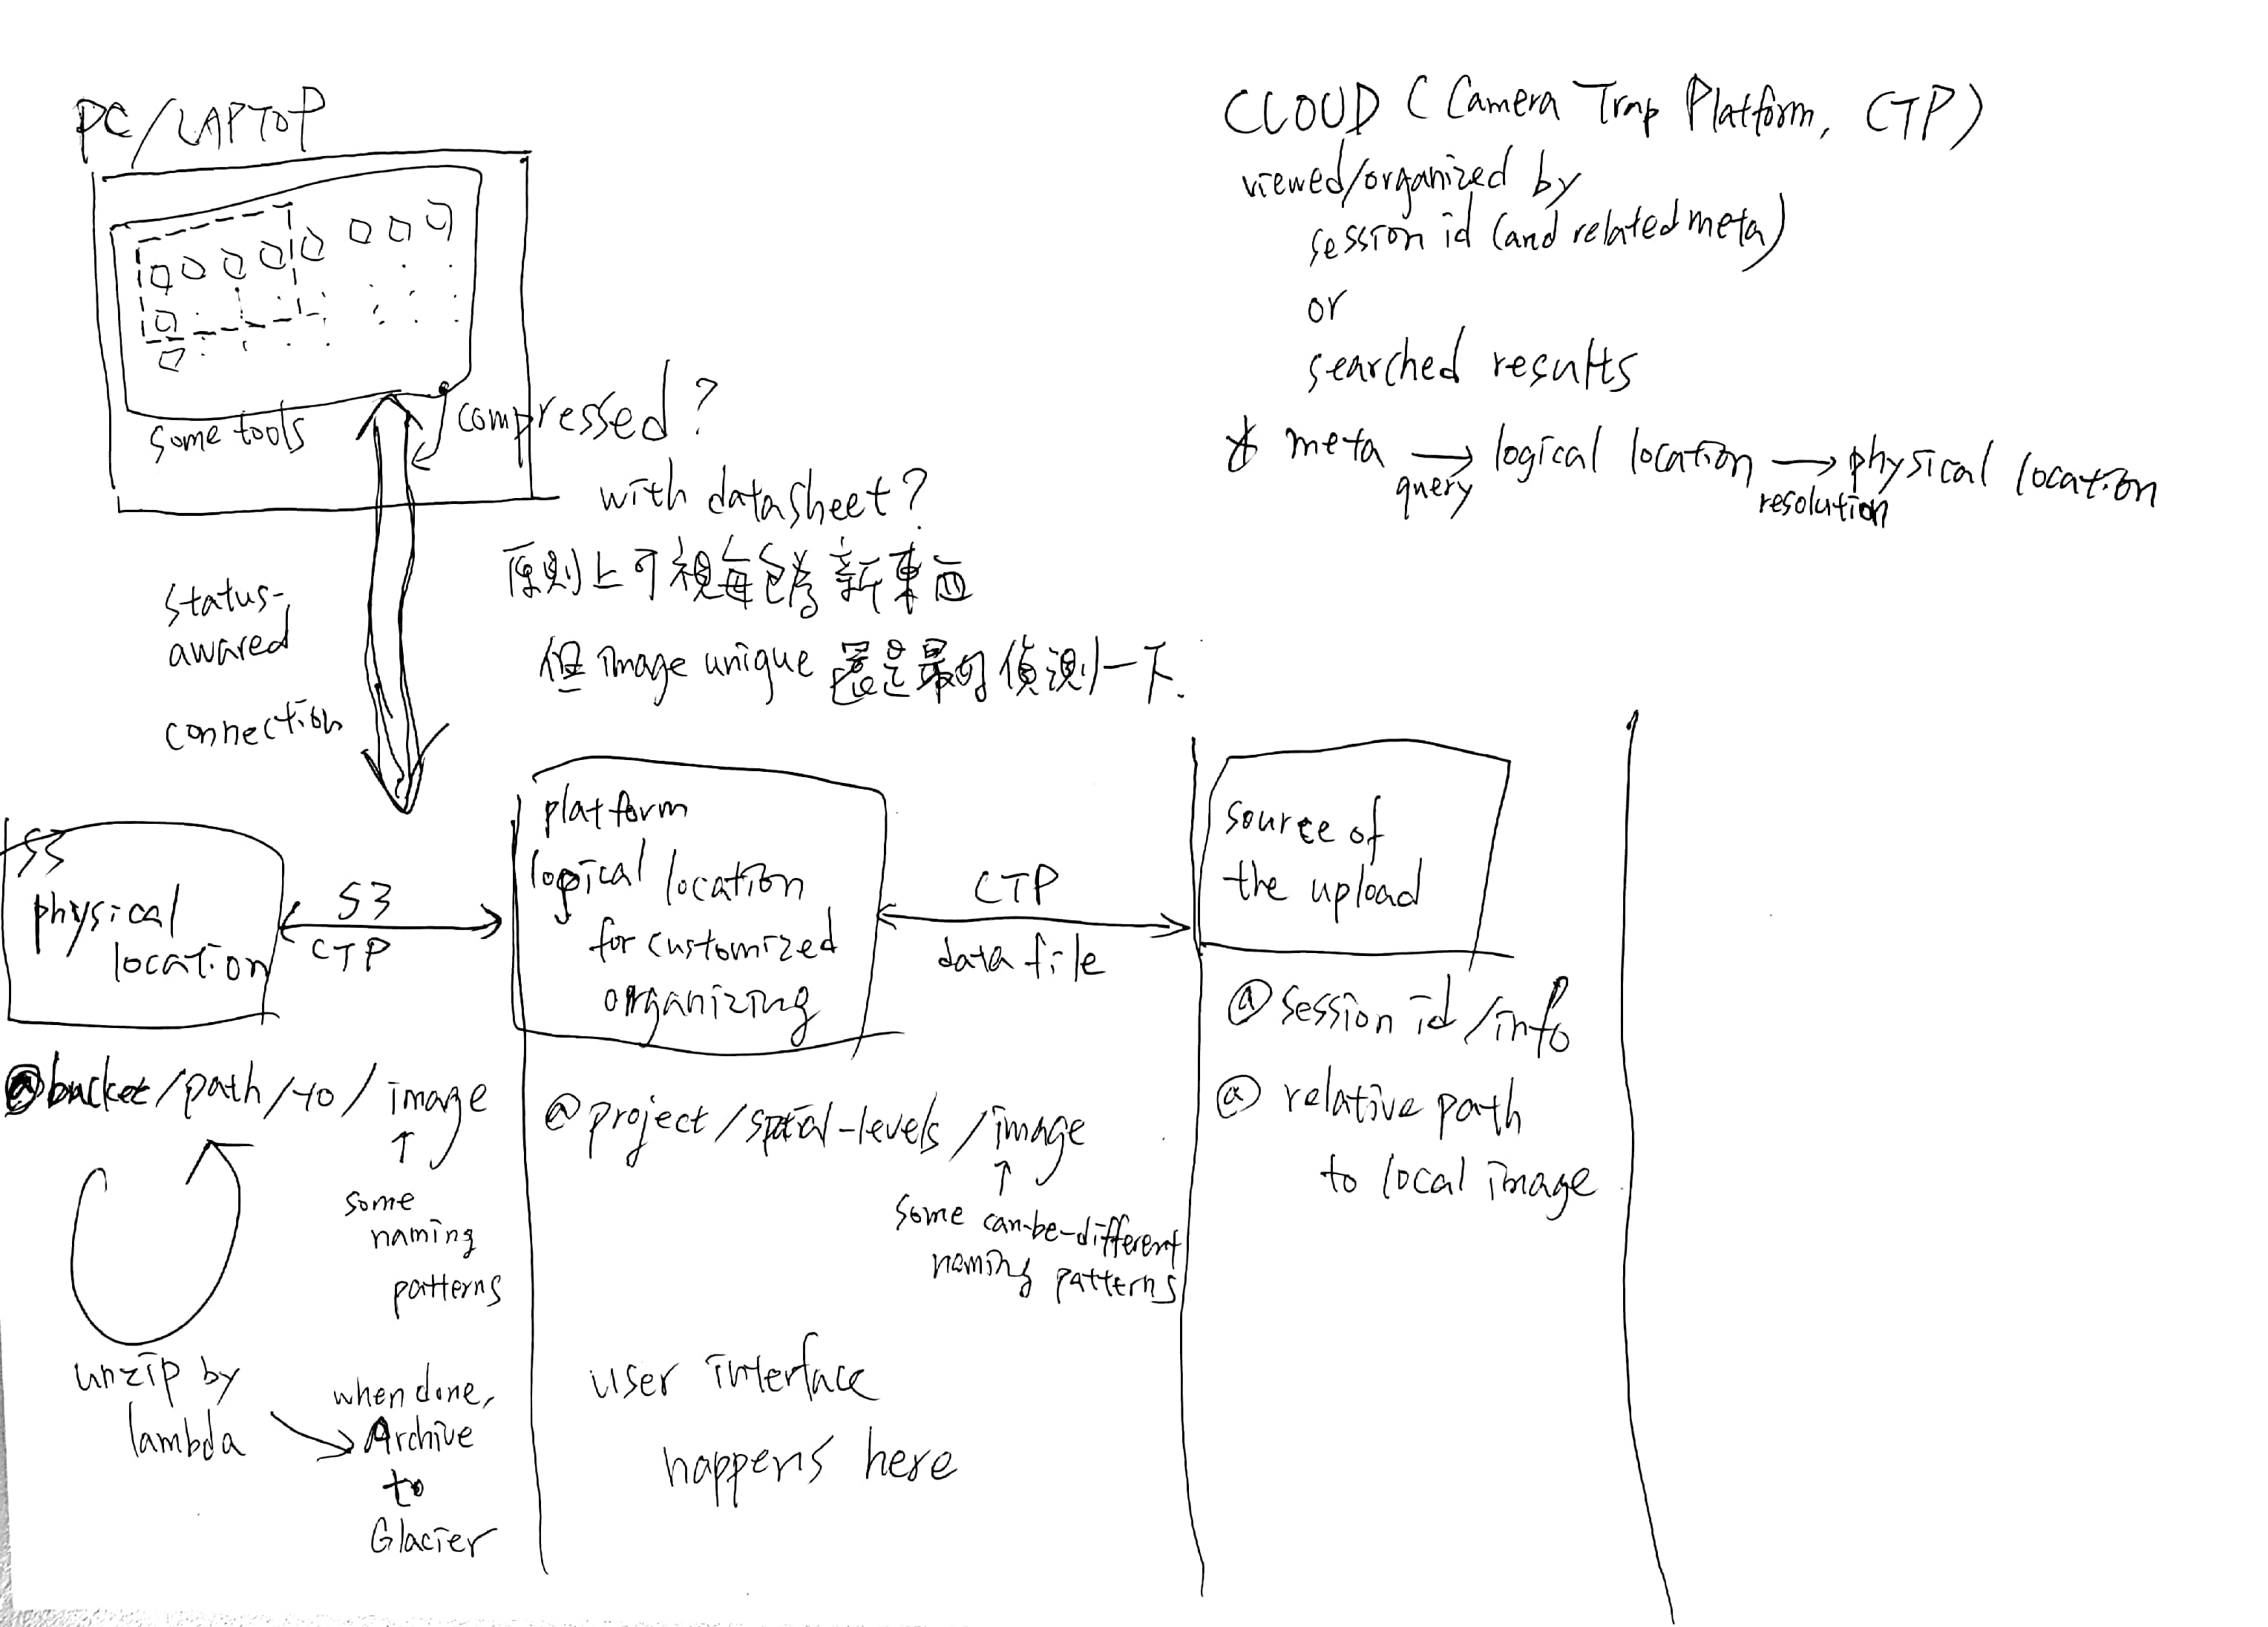 PC/LAPTOP
some tools
compressed?
with datasheet?
原則上可視每包為新東西
但 image unique 還是最好偵測一下.
status-
awared
connection
CLOUD (Camera Trap Platform, CTP)
viewed/organized by
session id (and related meta)
or
searched results
meta → logical location → physical location
query
resolution
physical
location
S3
CTP
platform
logical location
for customized
organizing
CTP
data file
source of
the upload
@bucket/path/to/image
↑
some
naming
patterns
unzip by
lambda
when done,
Archive
to
Glacier
@project/spatial-levels/image
↑
some can-be-different
naming patterns
user interface
happens here
@ session id/info
@ relative path
to local image